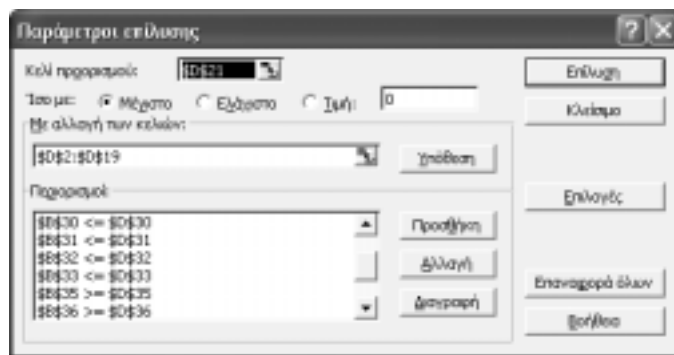 Παράμετροι επίλυσης
Κελί προορισμού: $D$21
Ίσο με: Μέγιστο Ελάχιστο Τιμή: 0
Με αλλαγή των κελιών:
$D$2:$D$19
Υπόθεση
Περιορισμοί:
$B$30 <= $D$30
$B$31 <= $D$31
$B$32 <= $D$32
$B$33 <= $D$33
$B$35 >= $D$35
$B$36 >= $D$36
Προσθήκη
Αλλαγή
Διαγραφή
Επίλυση
Κλείσιμο
Επιλογές
Επαναφορά όλων
Βοήθεια